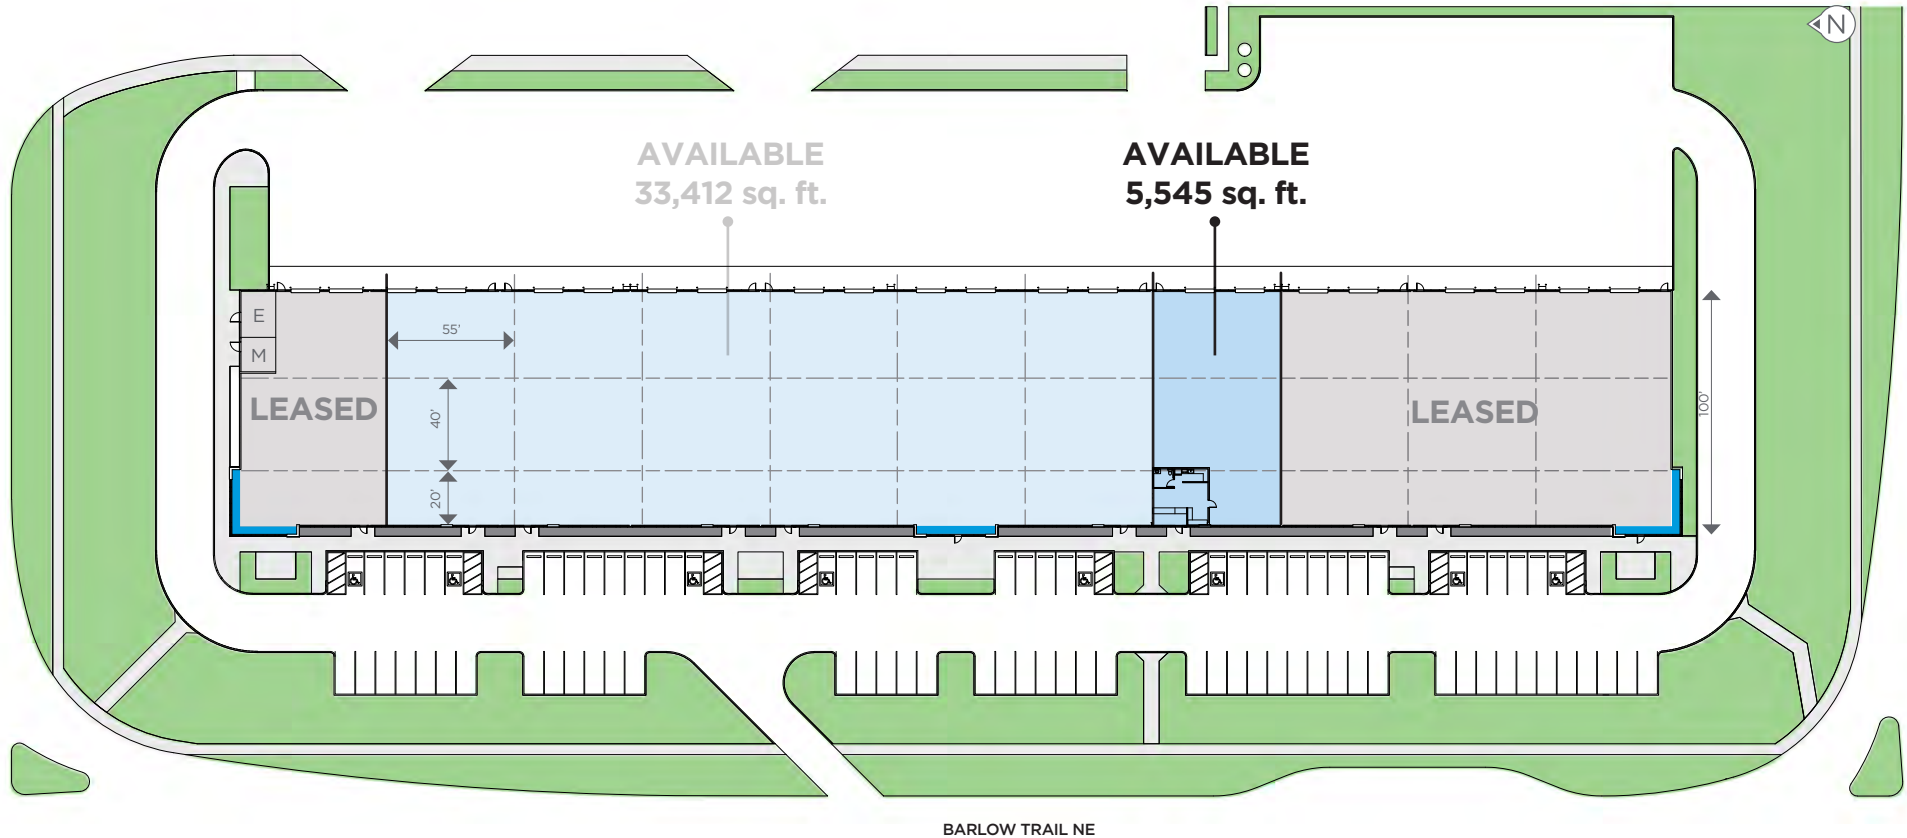 N
AVAILABLE
33,412 sq. ft.
AVAILABLE
5,545 sq. ft.
E
M
55'
40'
20'
LEASED
LEASED
100'
BARLOW TRAIL NE